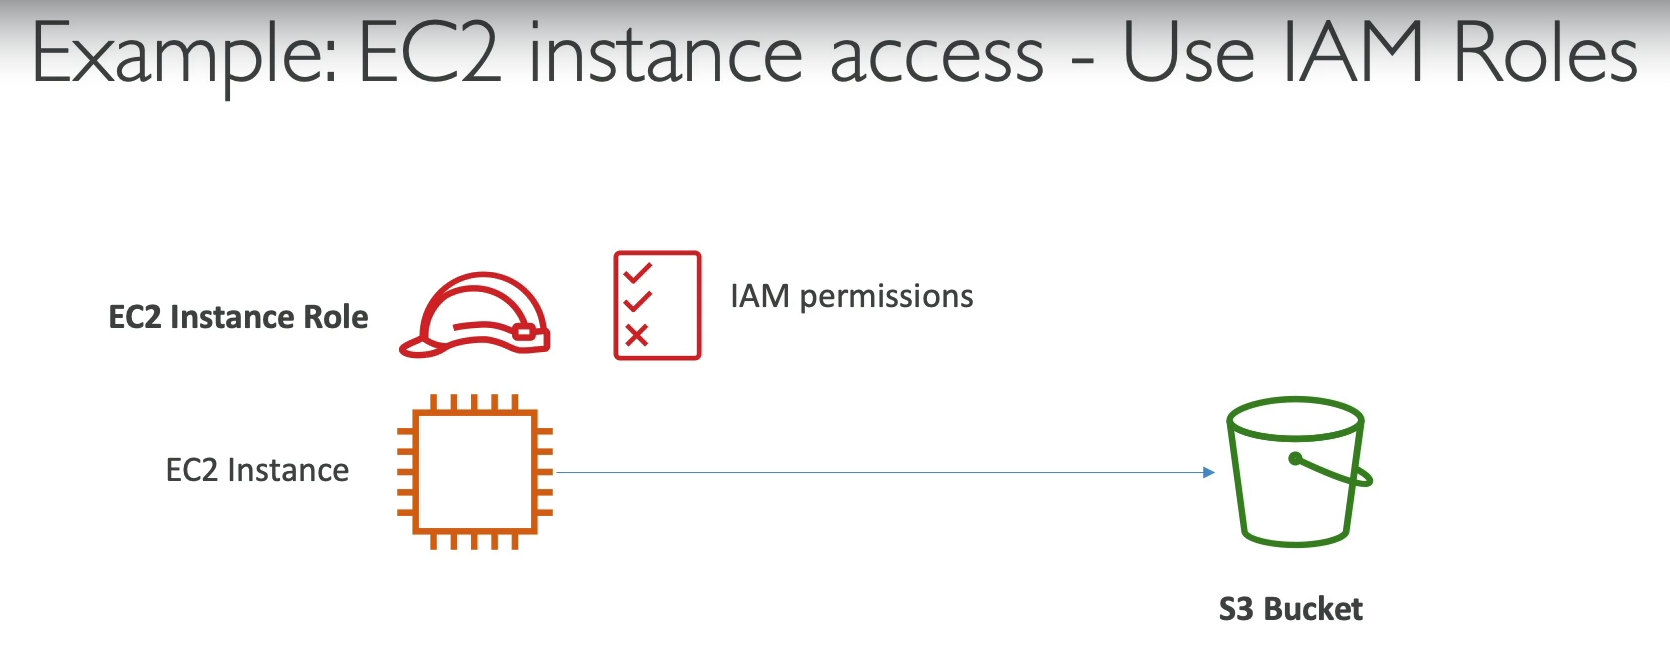 Example: EC2 instance access - Use IAM Roles
IAM permissions
EC2 Instance Role
EC2 Instance
S3 Bucket